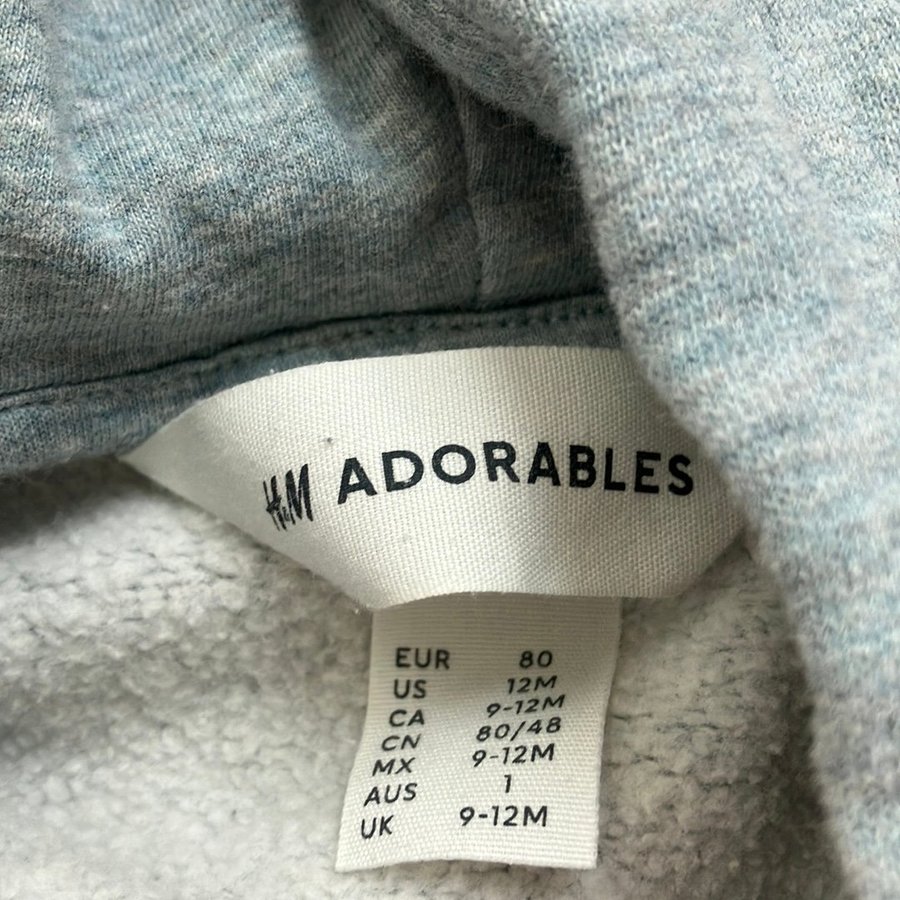 H&M ADORABLES
EUR 80
US 12M
CA 9-12M
CN 80/48
MX 9-12M
AUS 1
UK 9-12M